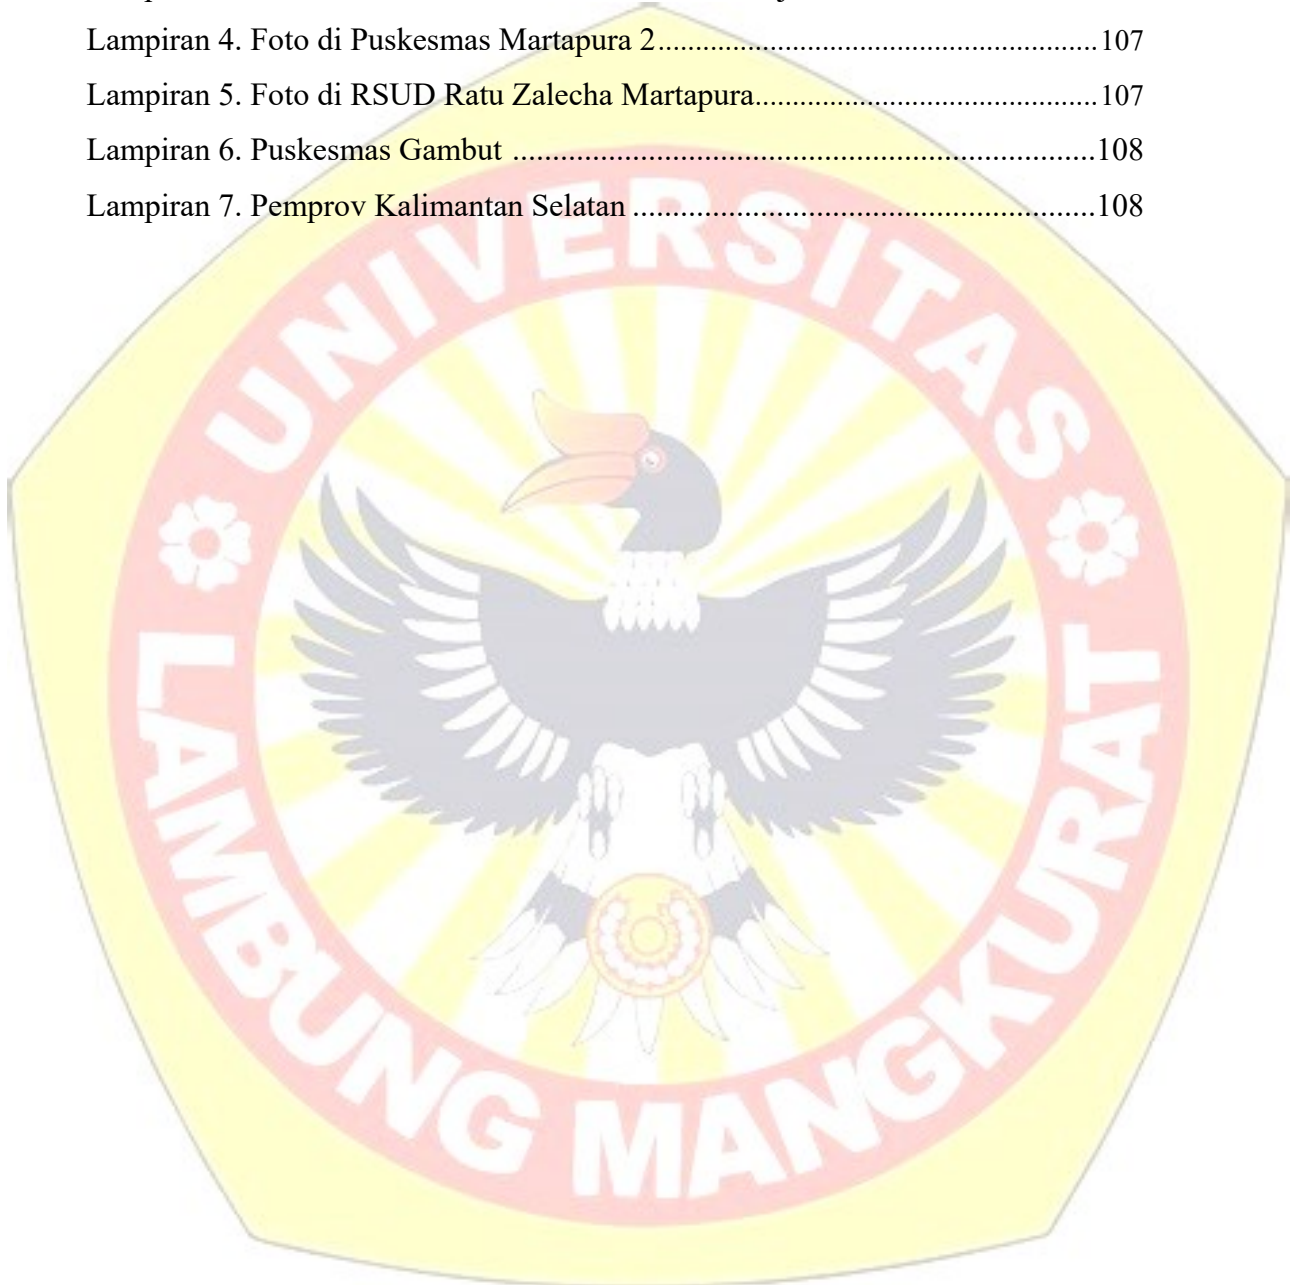 Lampiran 4. Foto di Puskesmas Martapura 2............................................................107
Lampiran 5. Foto di RSUD Ratu Zalecha Martapura..............................................107
Lampiran 6. Puskesmas Gambut ........................................................................108
Lampiran 7. Pemprov Kalimantan Selatan .........................................................108
UNIVERSITAS
LAMBUNG MANGKURAT